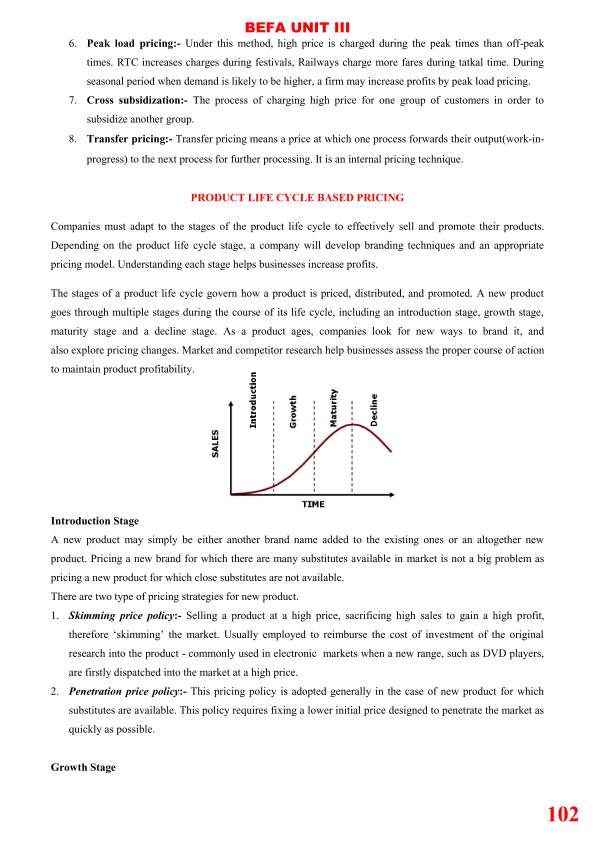 BEFA UNIT III
6. Peak load pricing:- Under this method, high price is charged during the peak times than off-peak
times. RTC increases charges during festivals, Railways charge more fares during tatkal time. During
seasonal period when demand is likely to be higher, a firm may increase profits by peak load pricing.
7. Cross subsidization:- The process of charging high price for one group of customers in order to
subsidize another group.
8. Transfer pricing:- Transfer pricing means a price at which one process forwards their output(work-in-
progress) to the next process for further processing. It is an internal pricing technique.
PRODUCT LIFE CYCLE BASED PRICING
Companies must adapt to the stages of the product life cycle to effectively sell and promote their products.
Depending on the product life cycle stage, a company will develop branding techniques and an appropriate
pricing model. Understanding each stage helps businesses increase profits.
The stages of a product life cycle govern how a product is priced, distributed, and promoted. A new product
goes through multiple stages during the course of its life cycle, including an introduction stage, growth stage,
maturity stage and a decline stage. As a product ages, companies look for new ways to brand it, and
also explore pricing changes. Market and competitor research help businesses assess the proper course of action
to maintain product profitability.
Introduction
Growth
Maturity
Decline
SALES
TIME
Introduction Stage
A new product may simply be either another brand name added to the existing ones or an altogether new
product. Pricing a new brand for which there are many substitutes available in market is not a big problem as
pricing a new product for which close substitutes are not available.
There are two type of pricing strategies for new product.
1. Skimming price policy:- Selling a product at a high price, sacrificing high sales to gain a high profit,
therefore ‘skimming’ the market. Usually employed to reimburse the cost of investment of the original
research into the product - commonly used in electronic markets when a new range, such as DVD players,
are firstly dispatched into the market at a high price.
2. Penetration price policy:- This pricing policy is adopted generally in the case of new product for which
substitutes are available. This policy requires fixing a lower initial price designed to penetrate the market as
quickly as possible.
Growth Stage
102